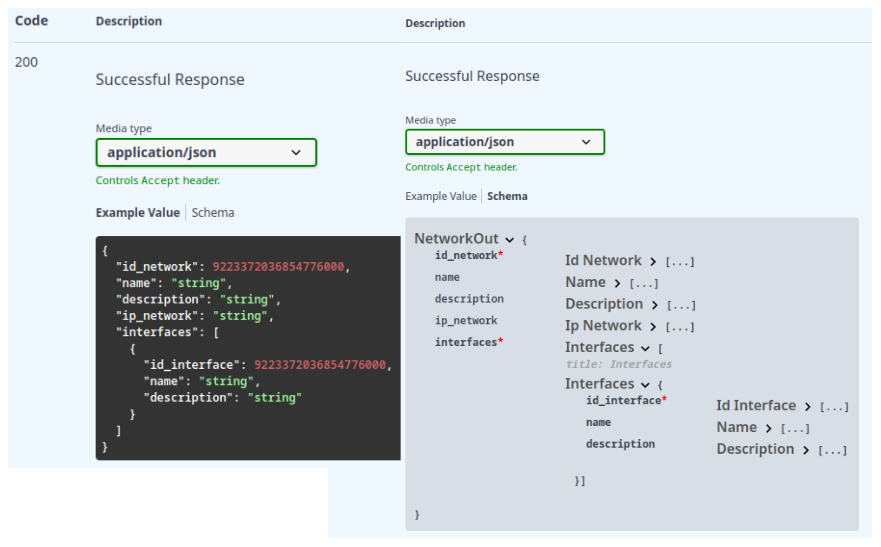 Code
Description
200
Successful Response
Media type
application/json
Controls Accept header.
Example Value
Schema
{
"id_network": 9223372036854776000,
"name": "string",
"description": "string",
"ip_network": "string",
"interfaces": [
{
"id_interface": 9223372036854776000,
"name": "string",
"description": "string"
}
]
}
Description
Successful Response
Media type
application/json
Controls Accept header.
Example Value
Schema
NetworkOut {
id_network* Id Network > [...]
name Name > [...]
description Description > [...]
ip_network Ip Network > [...]
interfaces* Interfaces [
title: Interfaces
Interfaces {
id_interface* Id Interface > [...]
name Name > [...]
description Description > [...]
}]
}